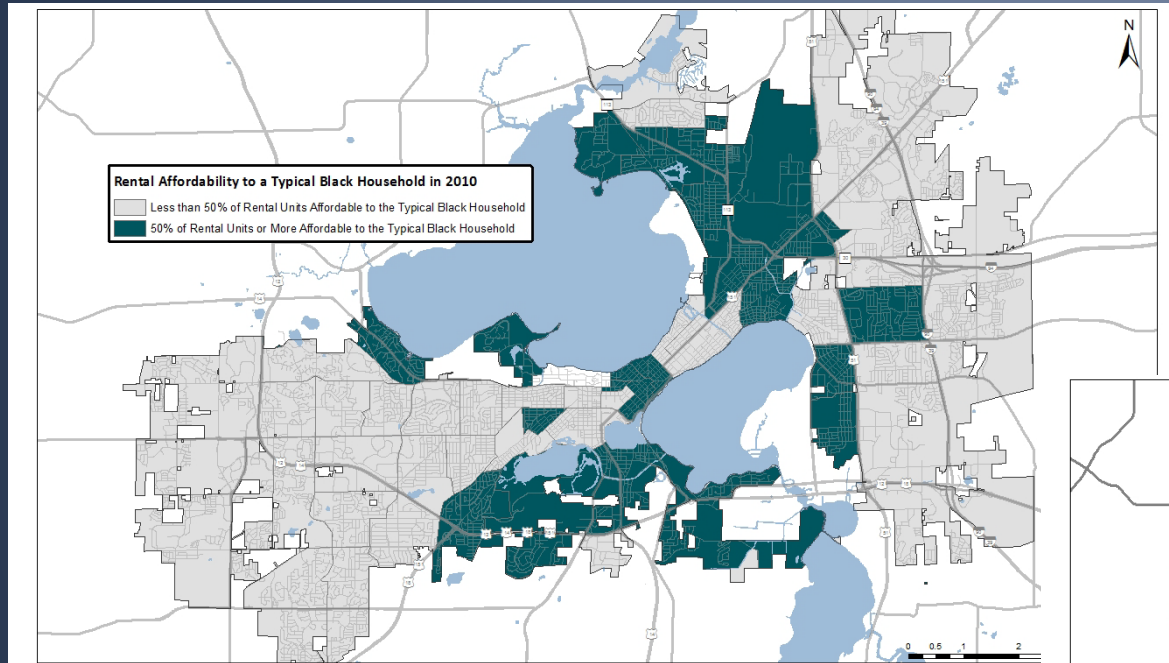 N
Rental Affordability to a Typical Black Household in 2010
Less than 50% of Rental Units Affordable to the Typical Black Household
50% of Rental Units or More Affordable to the Typical Black Household
0 0.5 1 2